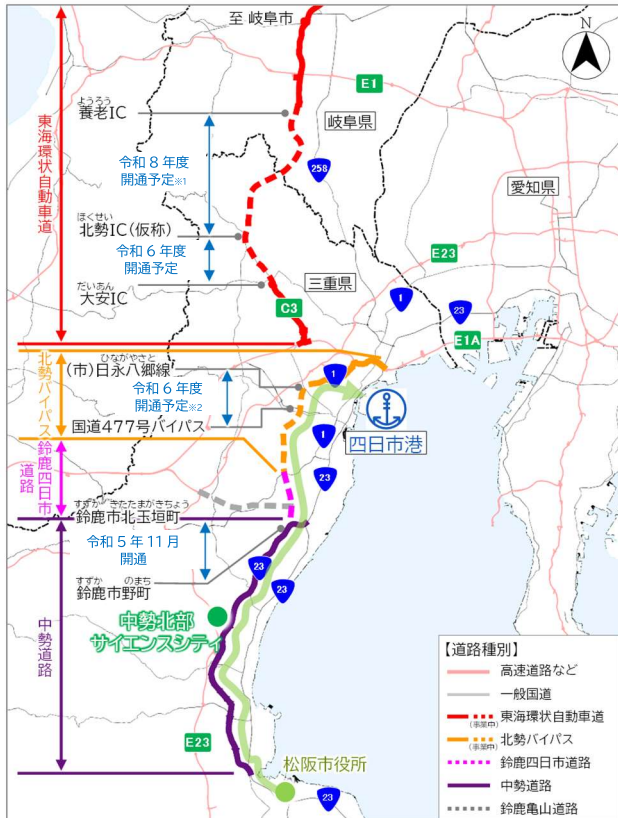 至 岐阜市
N
E1
ようろう
養老IC
岐阜県
東海環状自動車道
令和8年度
開通予定※1
258
愛知県
ほくせい
北勢IC(仮称)
令和6年度
開通予定
E23
だいあん
大安IC
三重県
C3
1
23
E1A
北勢バイパス
ひながやさと
(市)日永八郷線
令和6年度
開通予定※2
1
国道477号バイパス
1
四日市港
鈴鹿四日市道路
23
すずか きたたまがきちょう
鈴鹿市北玉垣町
令和5年11月
開通
すずか のまち
鈴鹿市野町
23
23
中勢道路
中勢北部
サイエンスシティ
E23
松阪市役所
23
【道路種別】
高速道路など
一般国道
東海環状自動車道
(事業中)
北勢バイパス
(事業中)
鈴鹿四日市道路
中勢道路
鈴鹿亀山道路